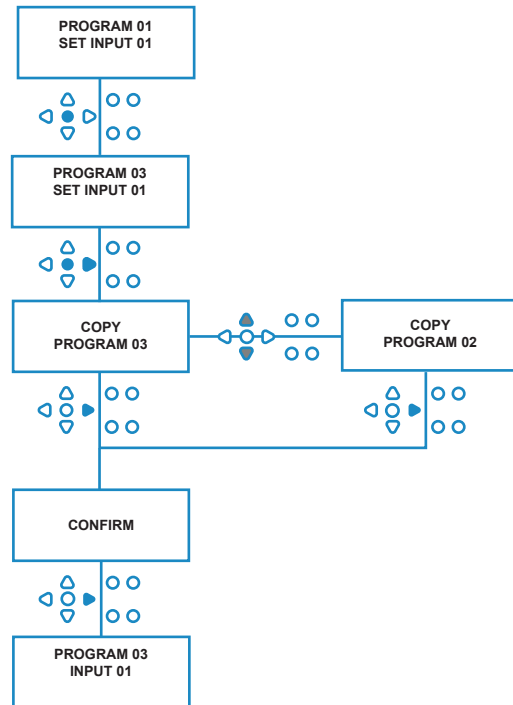 PROGRAM 01
SET INPUT 01
PROGRAM 03
SET INPUT 01
COPY
PROGRAM 03
COPY
PROGRAM 02
CONFIRM
PROGRAM 03
INPUT 01